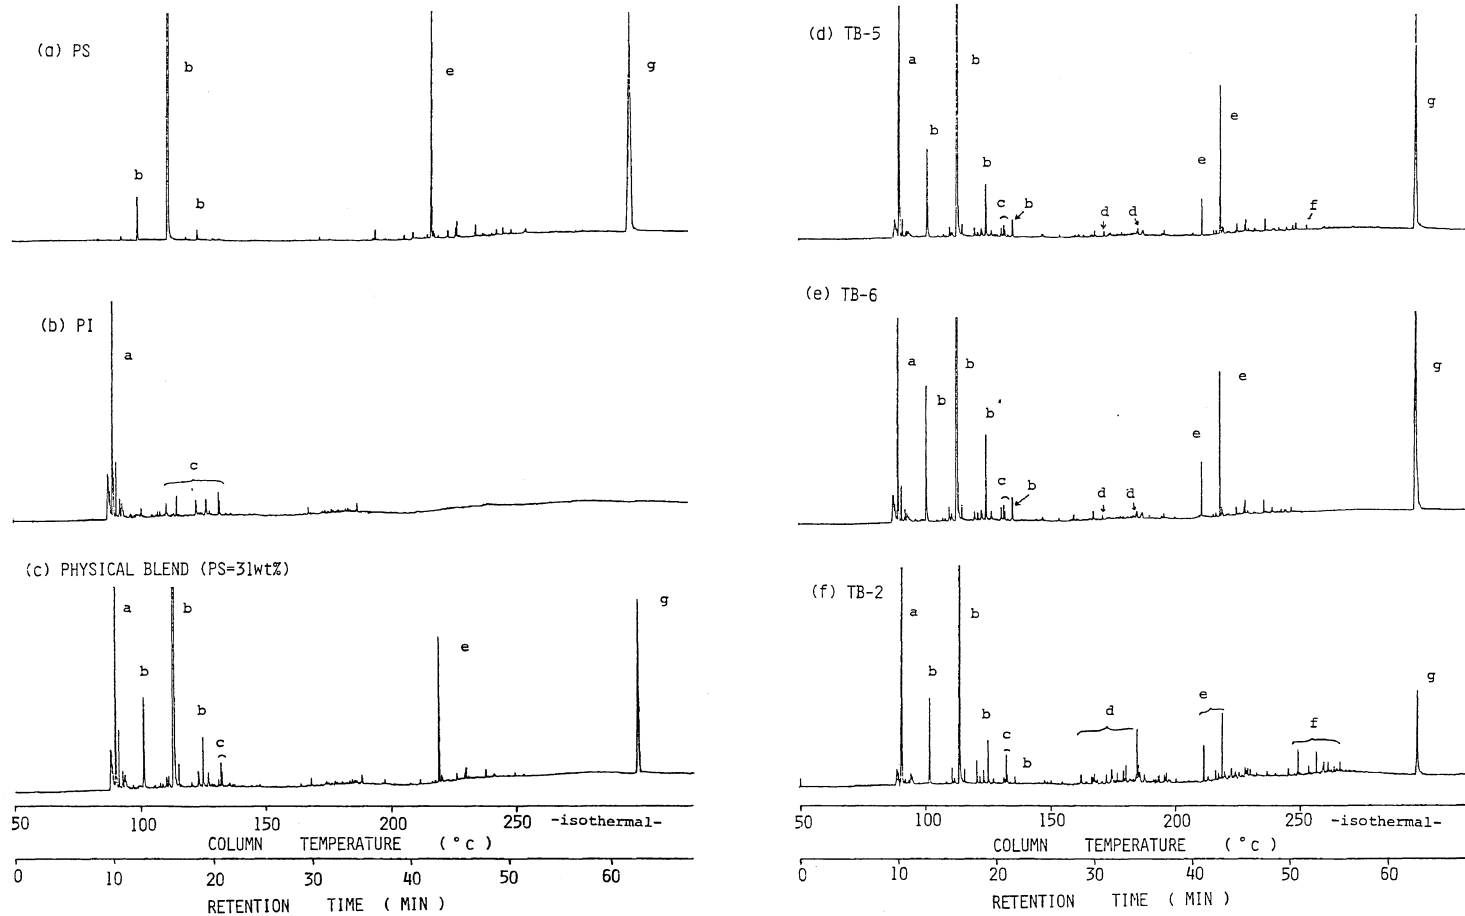 (a) PS
b
b
b
e
g
(b) PI
a
c
(c) PHYSICAL BLEND (PS=31wt%)
a
b
b
b
c
e
g
50 100 150 200 250 -isothermal-
COLUMN TEMPERATURE (°c)
0 10 20 30 40 50 60
RETENTION TIME (MIN)
(d) TB-5
a
b
b
b
c
b
d
d
e
e
f
g
(e) TB-6
a
b
b
b
c
b
d
d
e
e
g
(f) TB-2
a
b
b
b
c
b
d
e
f
g
50 100 150 200 250 -isothermal-
COLUMN TEMPERATURE (°c)
0 10 20 30 40 50 60
RETENTION TIME (MIN)